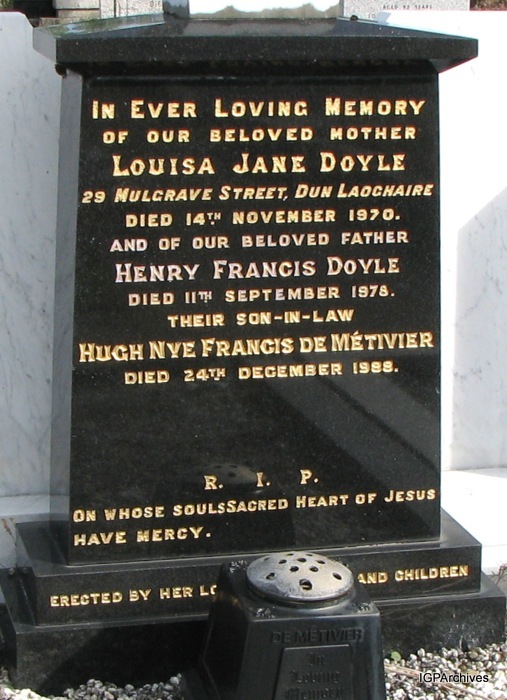 IN EVER LOVING MEMORY
OF OUR BELOVED MOTHER
LOUISA JANE DOYLE
29 MULGRAVE STREET, DUN LAOGHAIRE
DIED 14TH NOVEMBER 1970.
AND OF OUR BELOVED FATHER
HENRY FRANCIS DOYLE
DIED 11TH SEPTEMBER 1978.
THEIR SON-IN-LAW
HUGH NYE FRANCIS DE MÉTIVIER
DIED 24TH DECEMBER 1988.
R. I. P.
ON WHOSE SOULS SACRED HEART OF JESUS
HAVE MERCY.
ERECTED BY HER AND CHILDREN
DE MÉTIVIER
In
Loving
Memory
IGPArchives